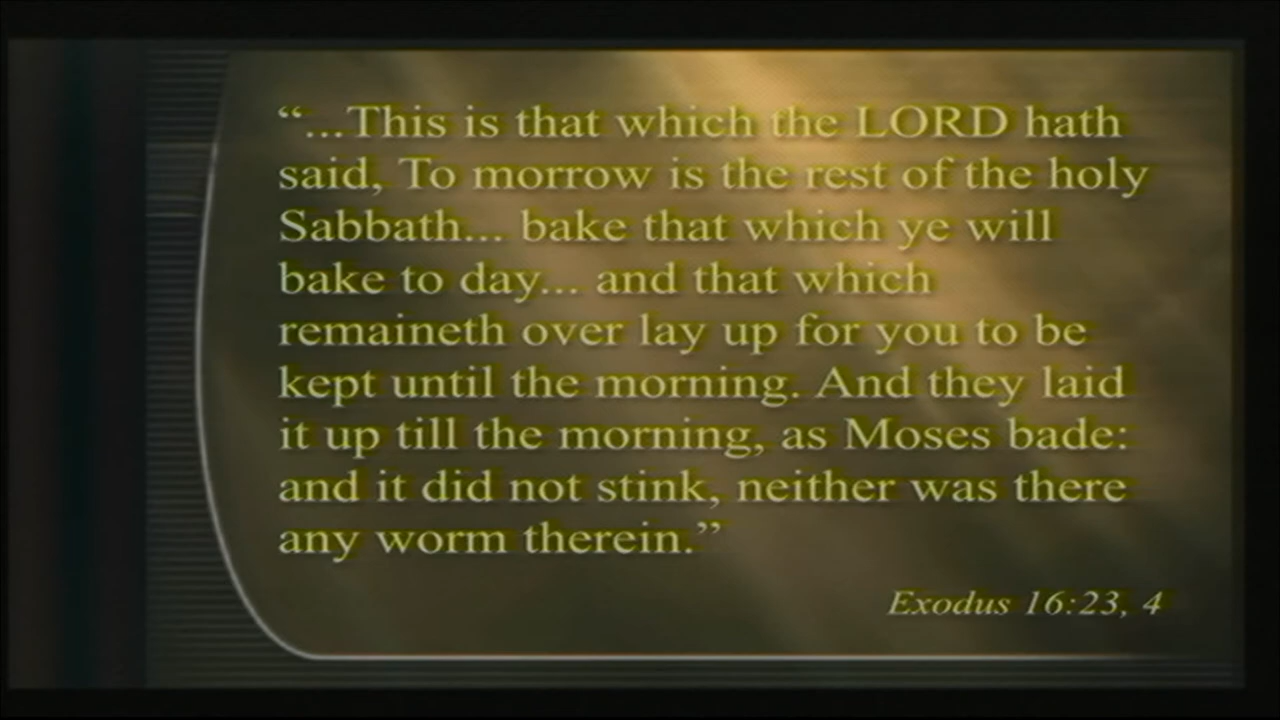 “...This is that which the LORD hath
said, To morrow is the rest of the holy
Sabbath... bake that which ye will
bake to day... and that which
remaineth over lay up for you to be
kept until the morning. And they laid
it up till the morning, as Moses bade:
and it did not stink, neither was there
any worm therein.”
Exodus 16:23, 4